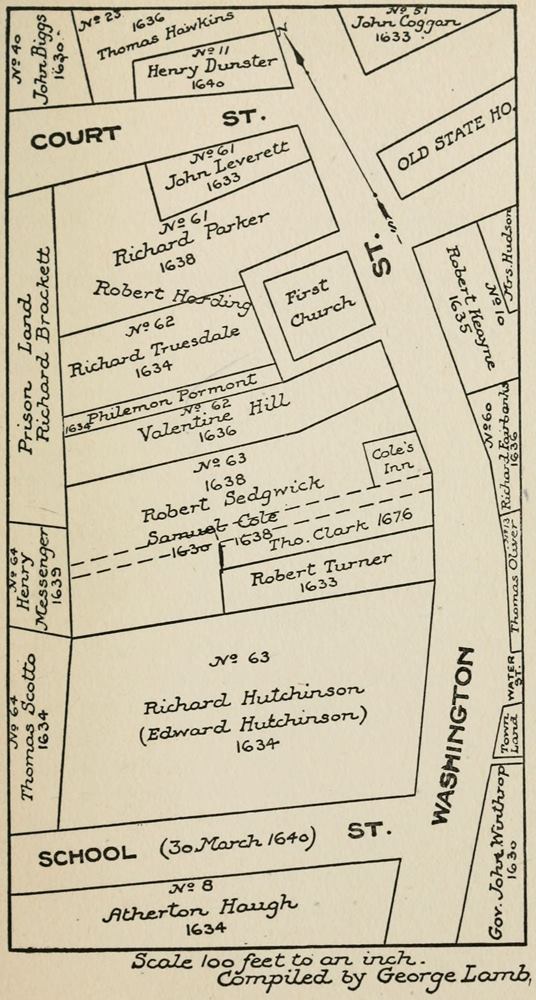 Nº 40
John Biggs
1630.
Nº 23
1636
Thomas Hawkins
Nº 11
Henry Dunster
1640
Nº 51
John Coggan
1633
N
COURT ST.
OLD STATE HO.
Nº 61
John Leverett
1633
Nº 61
Richard Parker
1638
Robert Harding
S
ST.
First
Church
Mrs. Hudson
Nº 10
Robert Keayne
1635
Prison Land
Richard Brackett
Nº 62
Richard Truesdale
1634
Philemon Pormont
1634
Nº 62
Valentine Hill
1636
Nº 60
Richard Fairbanks
1636
Nº 63
1638
Robert Sedgwick
Cole's
Inn
Samuel Cole
1630 - 1638
Tho. Clark 1676
Thomas Oliver
Robert Turner
1633
Nº 64
Henry
Messenger
1639
Nº 63
Richard Hutchinson
(Edward Hutchinson)
1634
Nº 64
Thomas Scotto
1634
WATER
ST.
Town
Land
WASHINGTON
Gov. John Winthrop
1630
SCHOOL (30 March 1640) ST.
Nº 8
Atherton Haugh
1634
Scale 100 feet to an inch.
Compiled by George Lamb,